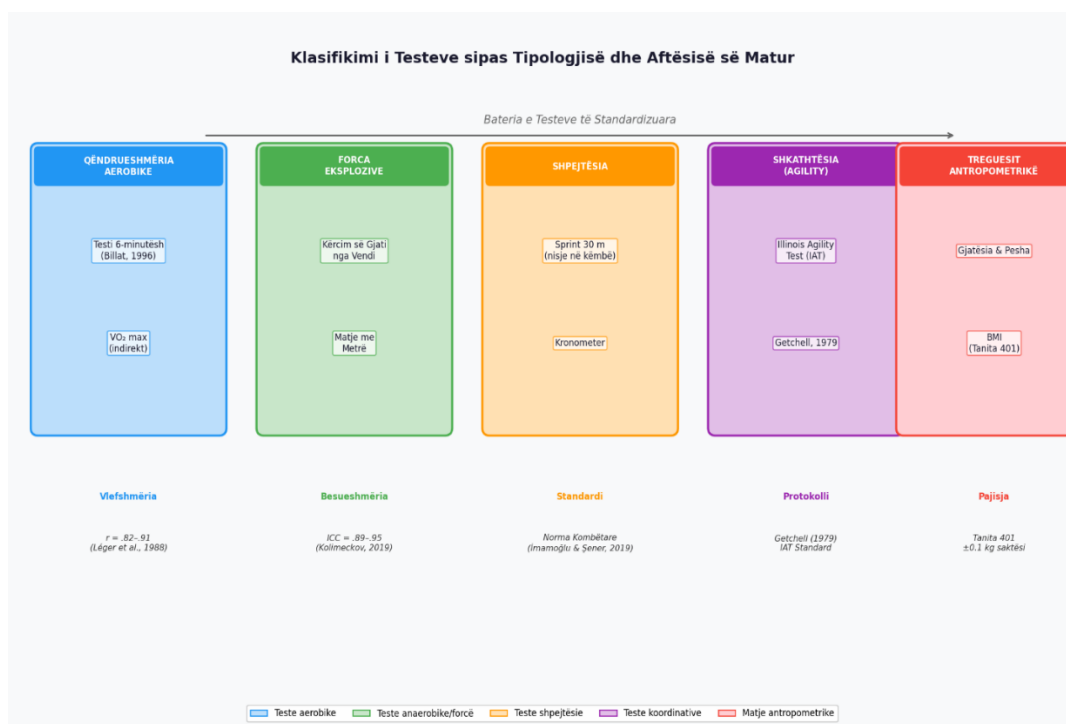 Klasifikimi i Testeve sipas Tipologjisë dhe Aftësisë së Matur
Bateria e Testeve të Standardizuara
QËNDRUESHMËRIA
AEROBIKE
Testi 6-minutësh
(Billat, 1996)
VO₂ max
(indirekt)
FORCA
EKSPLOZIVE
Kërcim së Gjati
nga Vendi
Matje me
Metrë
SHPEJTËSIA
Sprint 30 m
(nisje në këmbë)
Kronometer
SHKATHTËSIA
(AGILITY)
Illinois Agility
Test (IAT)
Getchell, 1979
TREGUESIT
ANTROPOMETRIKË
Gjatësia & Pesha
BMI
(Tanita 401)
Vlefshmëria
r = .82–.91
(Léger et al., 1988)
Besueshmëria
ICC = .89–.95
(Kolimeckov, 2019)
Standardi
Norma Kombëtare
(İmamoğlu & Şener, 2019)
Protokolli
Getchell (1979)
IAT Standard
Pajisja
Tanita 401
±0.1 kg saktësi
Teste aerobike
Teste anaerobike/forcë
Teste shpejtësie
Teste koordinative
Matje antropometrike